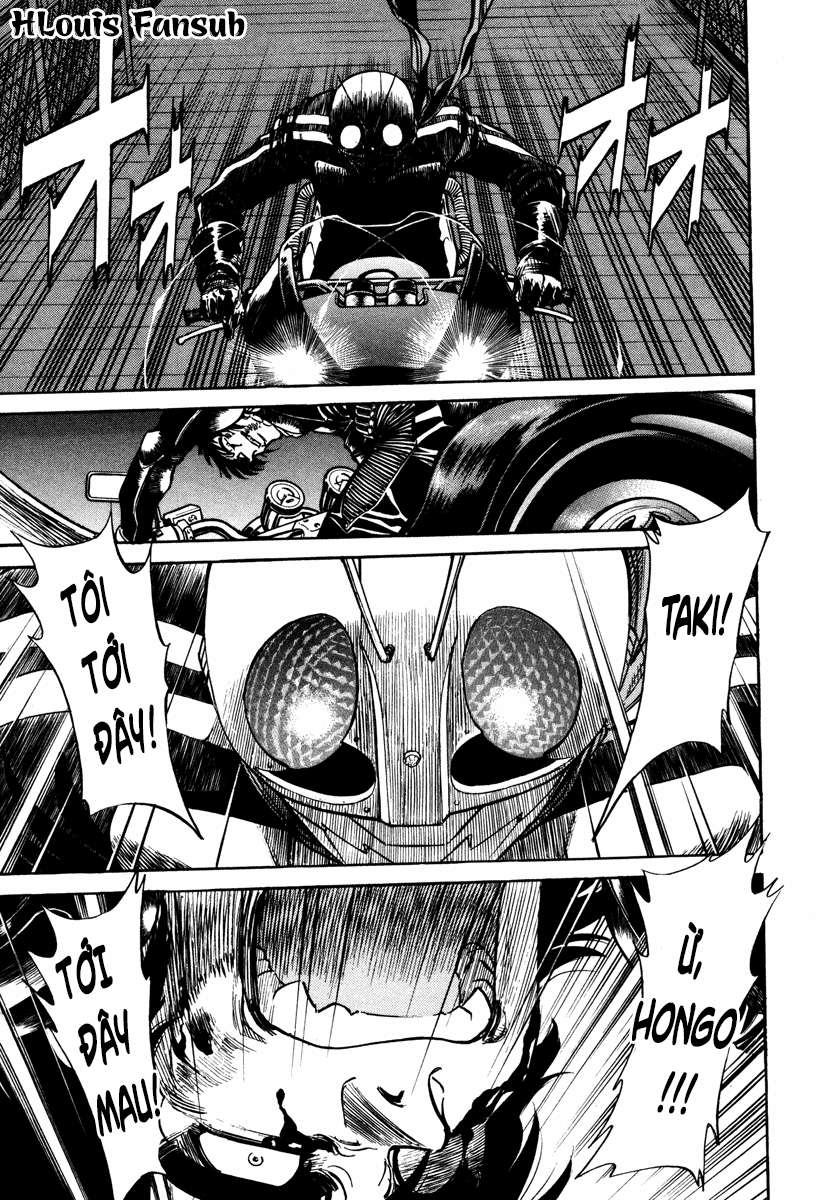 HLouis Fansub
オオ
オオ
TAKI!
TÔI
TỚI
ĐÂY!
Ừ,
HONGO
!!!
TỚI
ĐÂY
MAU!